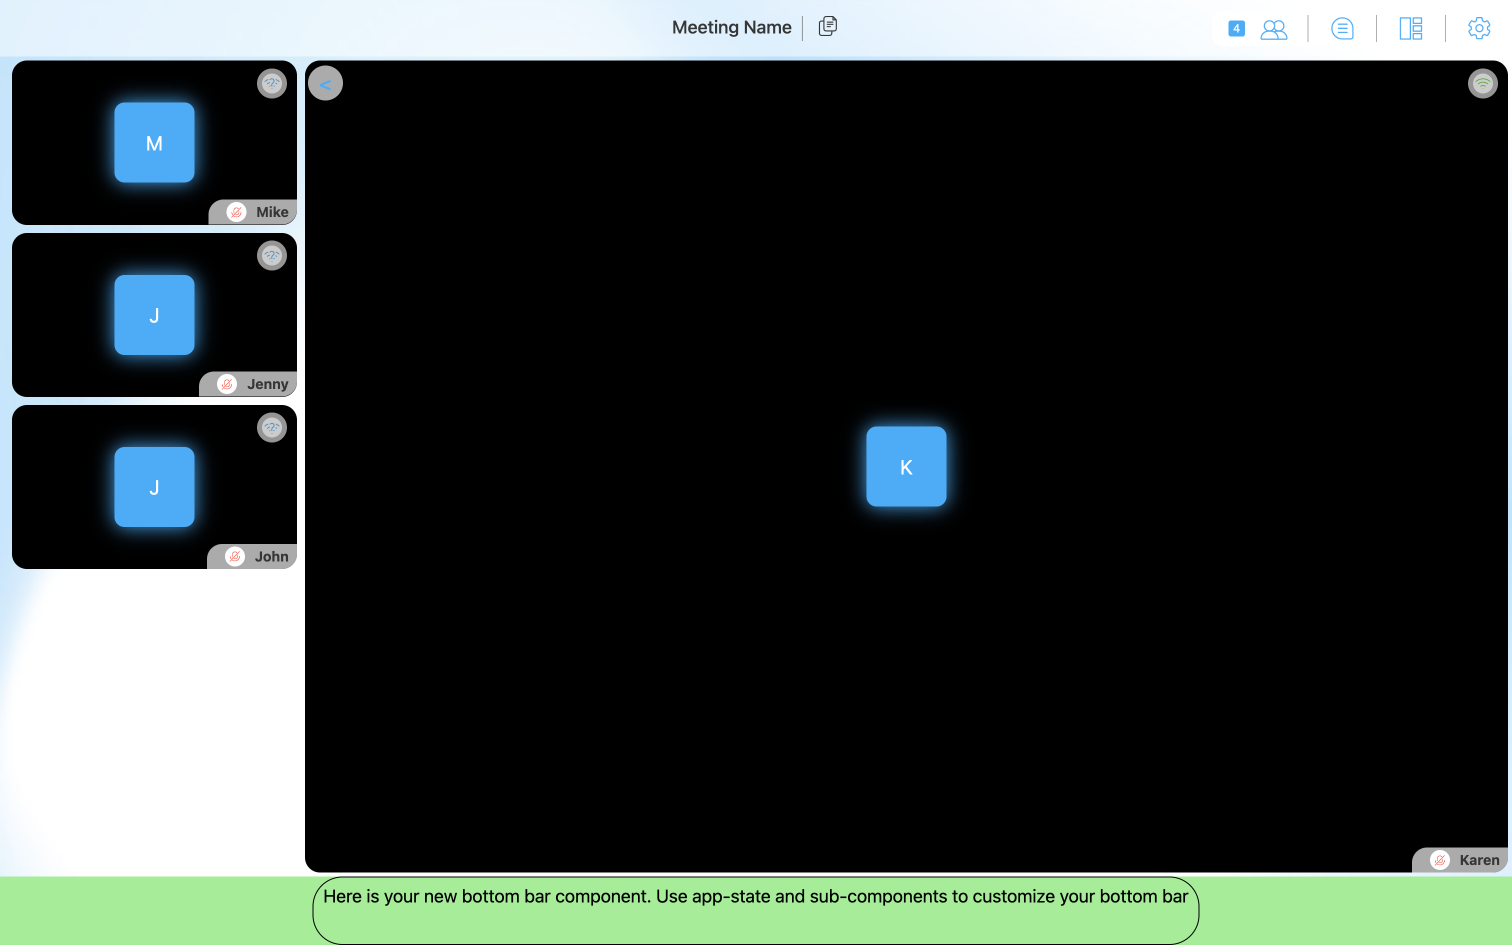 Meeting Name
4
<
M
Mike
J
Jenny
J
John
K
Karen
Here is your new bottom bar component. Use app-state and sub-components to customize your bottom bar